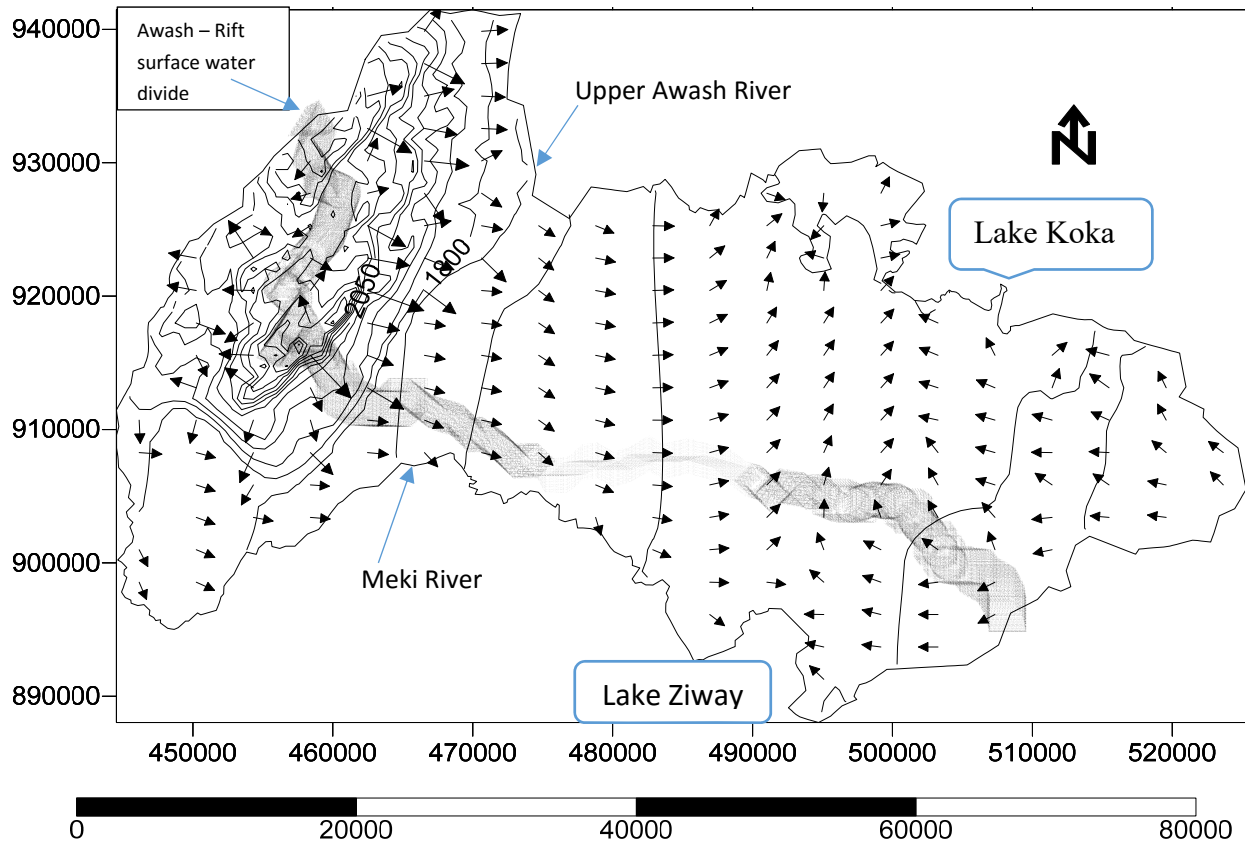 940000
930000
920000
910000
900000
890000
Awash – Rift
surface water
divide
Upper Awash River
N
Lake Koka
2050
1800
Meki River
Lake Ziway
450000 460000 470000 480000 490000 500000 510000 520000
0 20000 40000 60000 80000